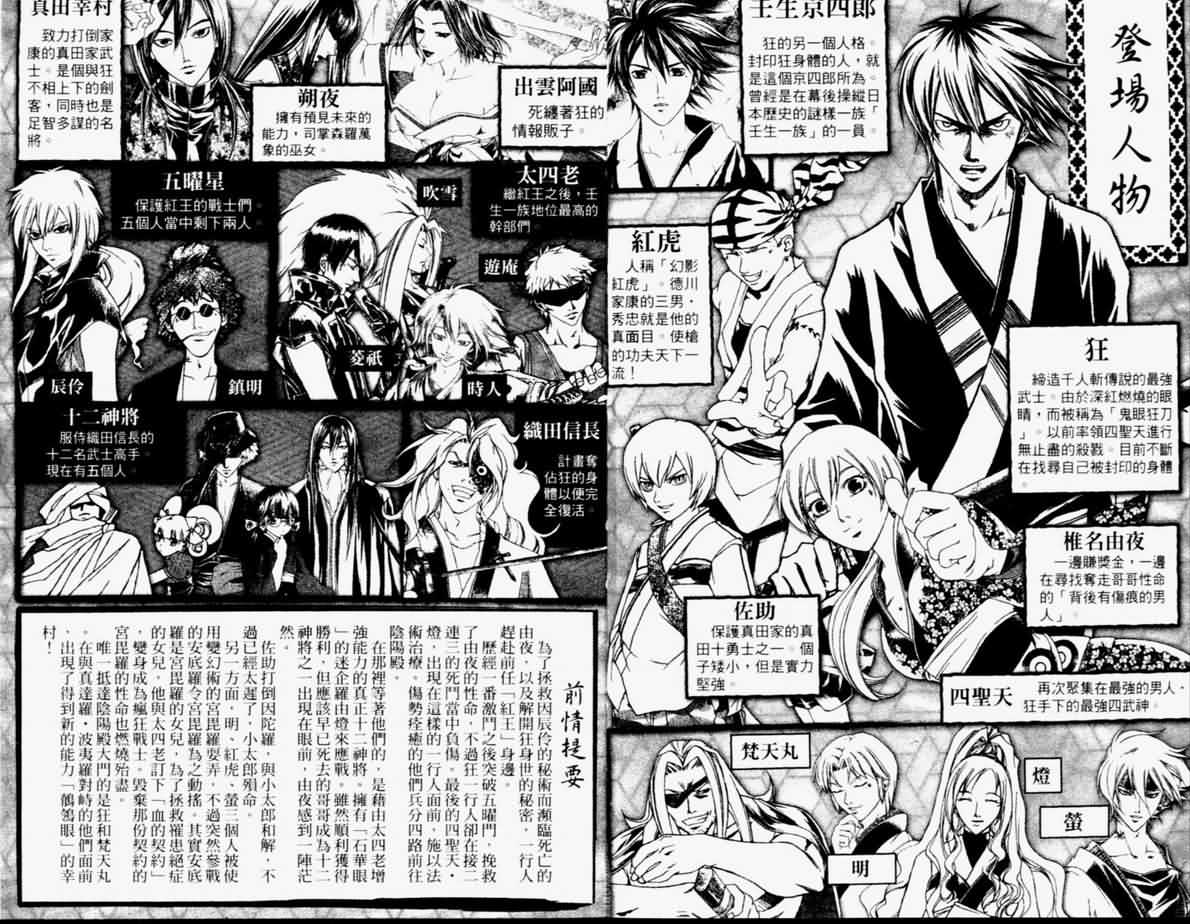 登場人物
壬生京四郎
狂的另一個人格。
封印狂身體的人，就
是這個京四郎所為。
曾經是在幕後操縱日
本歷史的謎樣一族「
壬生一族」的一員。
狂
締造千人斬傳說的最強
武士。由於深紅燃燒的眼
睛，而被稱為「鬼眼狂刀
」。以前率領四聖天進行
無止盡的殺戮。目前不斷
在找尋自己被封印的身體
。
紅虎
人稱「幻影
紅虎」。德川
家康的三男，
秀忠就是他的
真面目。使槍
的功夫天下一
流！
椎名由夜
一邊賺獎金，一邊
在尋找奪走哥哥性命
的「背後有傷痕的男
人」。
佐助
保護真田家的真
田十勇士之一。個
子矮小，但是實力
堅強。
四聖天
再次聚集在最強的男人，
狂手下的最強四武神。
梵天丸
燈
螢
明
出雲阿國
死纏著狂的
情報販子。
朔夜
擁有預見未來的
能力，司掌森羅萬
象的巫女。
真田幸村
致力打倒家
康的真田家武
士。是個與狂
不相上下的劍
客，同時也是
足智多謀的名
將。
太四老
繼紅王之後，壬
生一族地位最高的
幹部們。
吹雪
遊庵
菱祇
時人
五曜星
保護紅王的戰士們
五個人當中剩下兩人
。
辰伶
鎮明
織田信長
計畫奪
佔狂的身
體以便完
全復活。
十二神將
服侍織田信長的
十二名武士高手。
現在有五個人。
前情提要
為了拯救因辰伶的秘術而瀕臨死亡的
由夜，以及解開狂身世的秘密，一行人
趕赴前任「紅王」身邊。
歷經一番激鬥之後突破五曜門，挽救
了由夜的性命，不過狂一行人卻在接二
連三的死鬥當中負傷。最後的四聖天，
燈，出現在這樣的一行人面前，施以法
術治療。傷勢痊癒的他們兵分四路前往
陰陽殿。
在那裡等著他們的，是藉由太四老增
強能力的真正十二神將。擁有「石華眼
」的迷企羅由燈來應戰。雖然順利獲得
勝利，但應該早已死去的哥哥成為十二
神將之一出現在眼前，由夜感到一陣茫
然。
佐助打倒因陀羅，與小太郎和解，不
過已經太遲了，小太郎殞命。
另一方面，明、紅虎、螢三個人被使
用變幻術的宮毘羅耍弄，不過突然參戰
的安底羅令宮毘羅為之動搖。其實安底
羅是宮毘羅的女兒，為了拯救罹患絕症
的女兒，他與太四老訂下「血的契約」
，變身成為瘋狂戰士。毀棄那份契約的
宮毘羅的性命也燃燒殆盡。
唯一抵達陰陽殿大門的是狂和梵天丸
。在與真達羅，波夷羅對峙的他們面前
，出現了得到新的能力「鶺鴒眼」的幸
村！